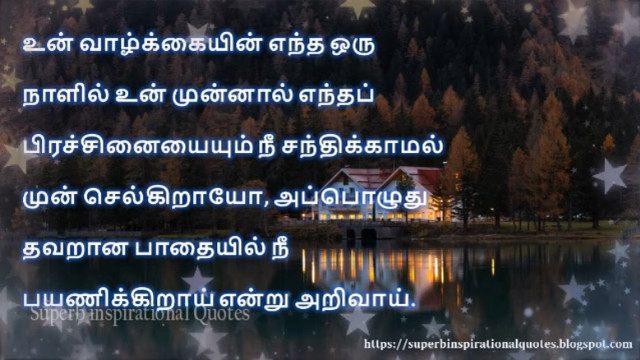 உன் வாழ்க்கையின் எந்த ஒரு
நாளில் உன் முன்னால் எந்தப்
பிரச்சினையையும் நீ சந்திக்காமல்
முன் செல்கிறாயோ, அப்பொழுது
தவறான பாதையில் நீ
பயணிக்கிறாய் என்று அறிவாய்.
Superb inspirational Quotes
https://superbinspirationalquotes.blogspot.com